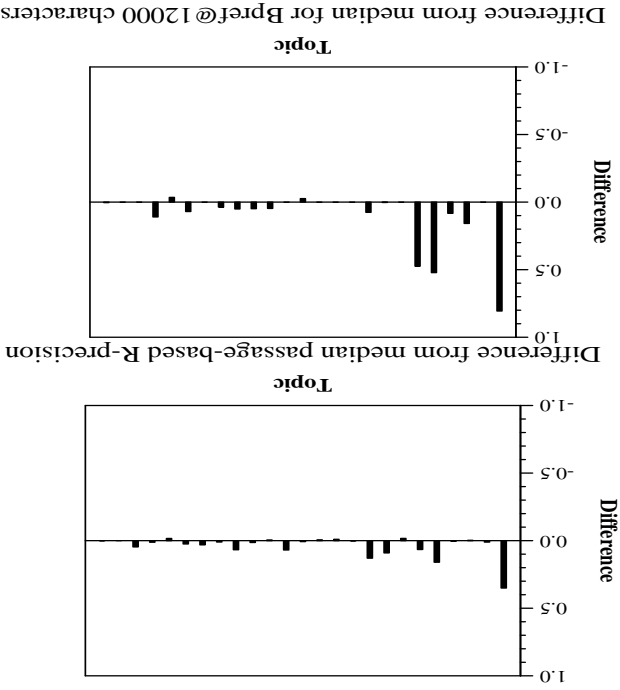 Difference
1.0
0.5
0.0
-0.5
-1.0
Topic
Difference from median passage-based R-precision
Difference
1.0
0.5
0.0
-0.5
-1.0
Topic
Difference from median for Bpref@12000 characters